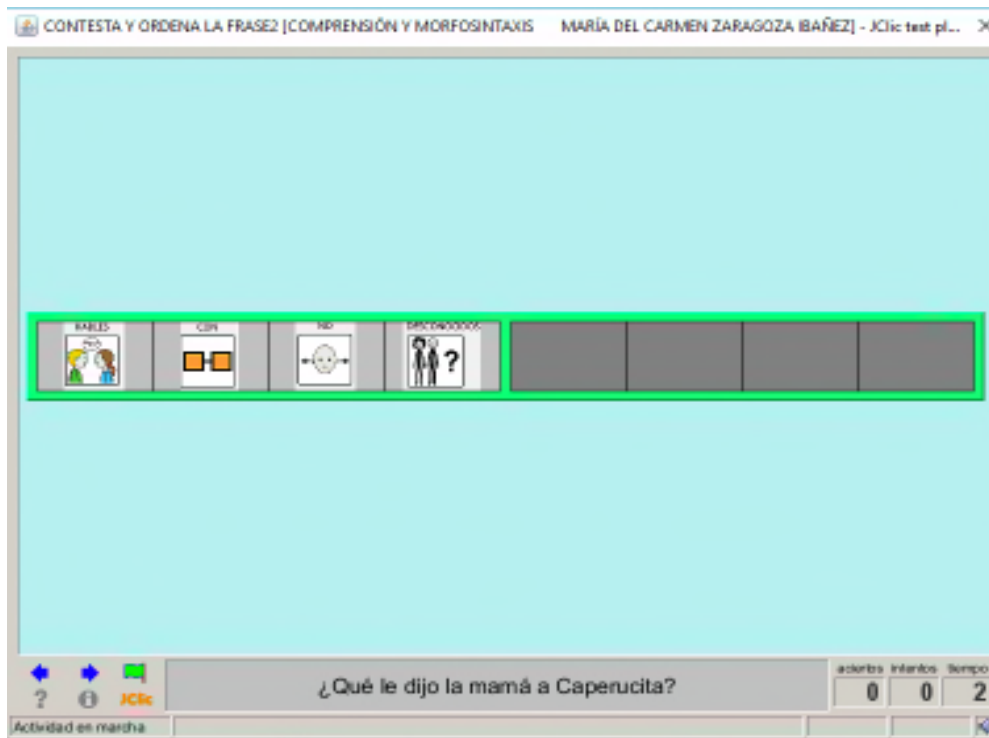 CONTESTA Y ORDENA LA FRASE2 [COMPRENSIÓN Y MORFOSINTAXIS MARÍA DEL CARMEN ZARAGOZA IBAÑEZ] - JClic test pl...
HABLES CON NO DESCONOCIDOS
?
¿Qué le dijo la mamá a Caperucita?
aciertos intentos tiempo
0 0 2
? i JClic
Actividad en marcha